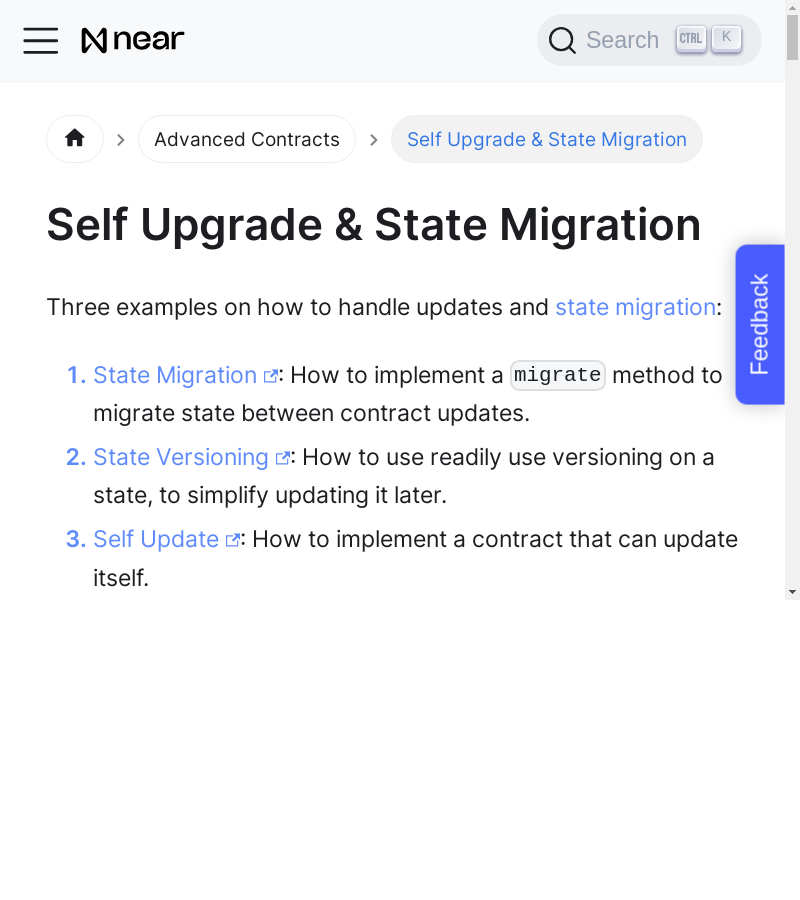 near
Search CTRL K
Advanced Contracts
Self Upgrade & State Migration
Self Upgrade & State Migration
Three examples on how to handle updates and state migration:
1. State Migration : How to implement a migrate method to
migrate state between contract updates.
2. State Versioning : How to use readily use versioning on a
state, to simplify updating it later.
3. Self Update : How to implement a contract that can update
itself.
Feedback